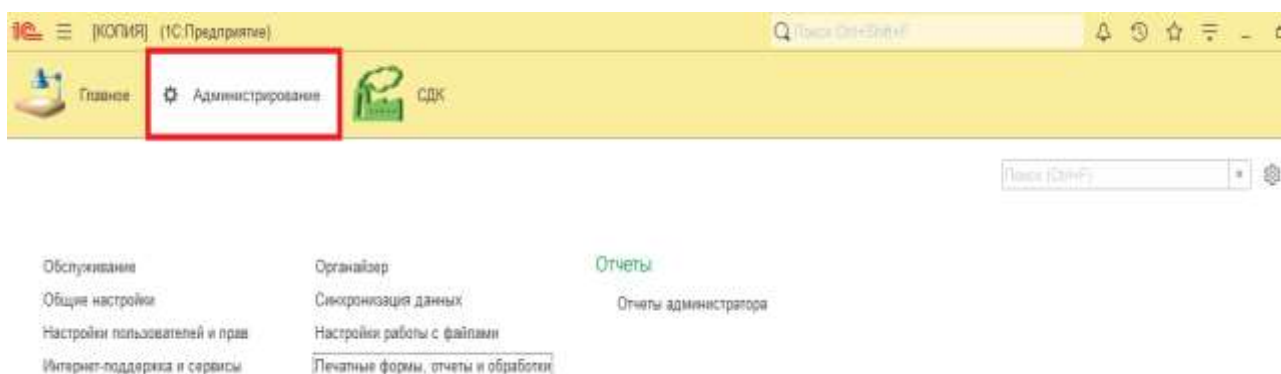 1С [КОПИЯ] (1С:Предприятие) Поиск Ctrl+Shift+F
Главное Администрирование СДК
Поиск (Ctrl+F) ×
Обслуживание Органайзер Отчеты
Общие настройки Синхронизация данных Отчеты администратора
Настройки пользователей и прав Настройки работы с файлами
Интернет-поддержка и сервисы Печатные формы, отчеты и обработки